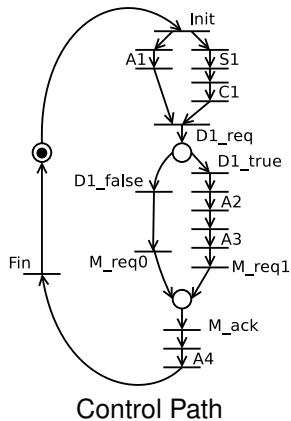 Init
A1
S1
C1
D1_req
D1_true
D1_false
A2
A3
Fin
M_req0
M_req1
M_ack
A4
Control Path